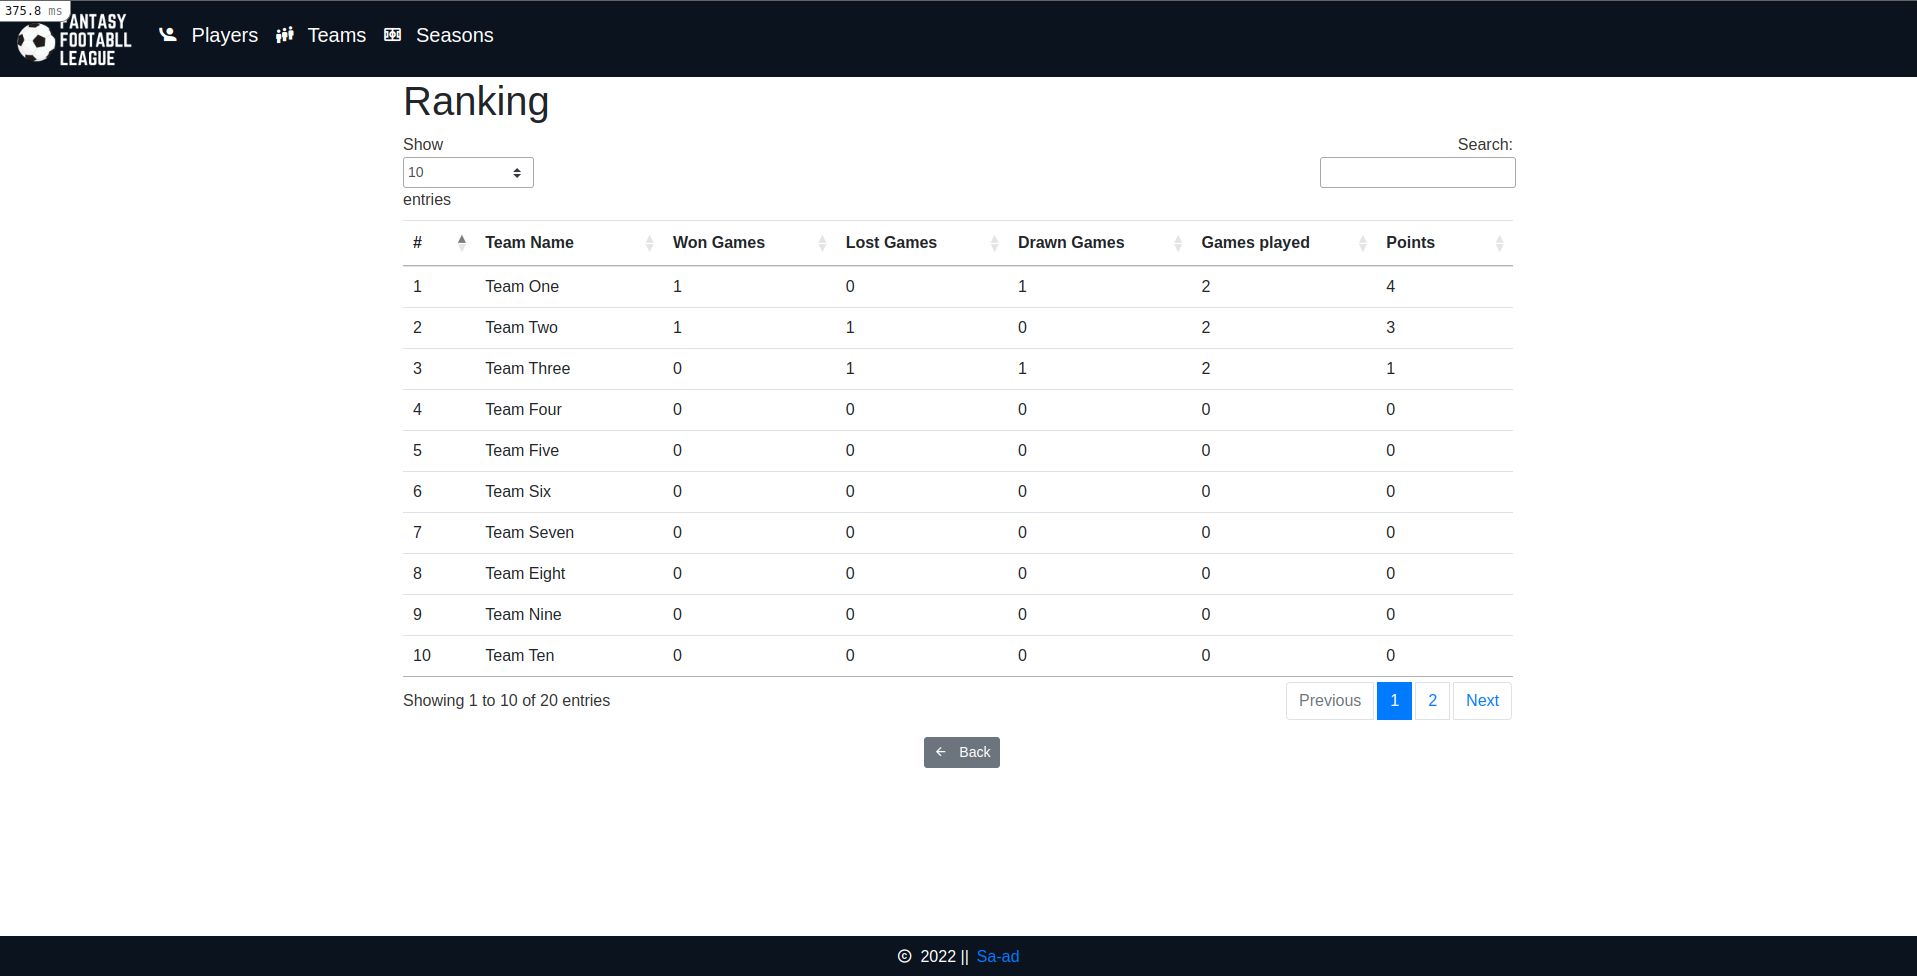 375.8 ms
FANTASY
FOOTABLL
LEAGUE
Players Teams Seasons
Ranking
Show
10
entries
Search:
# Team Name Won Games Lost Games Drawn Games Games played Points
1 Team One 1 0 1 2 4
2 Team Two 1 1 0 2 3
3 Team Three 0 1 1 2 1
4 Team Four 0 0 0 0 0
5 Team Five 0 0 0 0 0
6 Team Six 0 0 0 0 0
7 Team Seven 0 0 0 0 0
8 Team Eight 0 0 0 0 0
9 Team Nine 0 0 0 0 0
10 Team Ten 0 0 0 0 0
Showing 1 to 10 of 20 entries
Previous 1 2 Next
← Back
© 2022 || Sa-ad